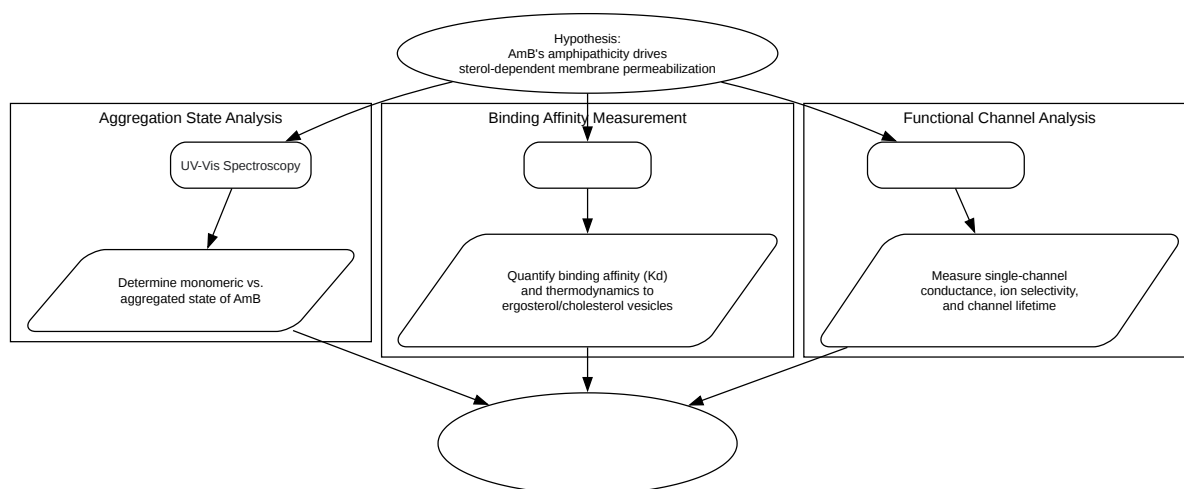 Hypothesis:
AmB's amphipathicity drives
sterol-dependent membrane permeabilization
Aggregation State Analysis
UV-Vis Spectroscopy
Determine monomeric vs.
aggregated state of AmB
Binding Affinity Measurement
Quantify binding affinity (Kd)
and thermodynamics to
ergosterol/cholesterol vesicles
Functional Channel Analysis
Measure single-channel
conductance, ion selectivity,
and channel lifetime